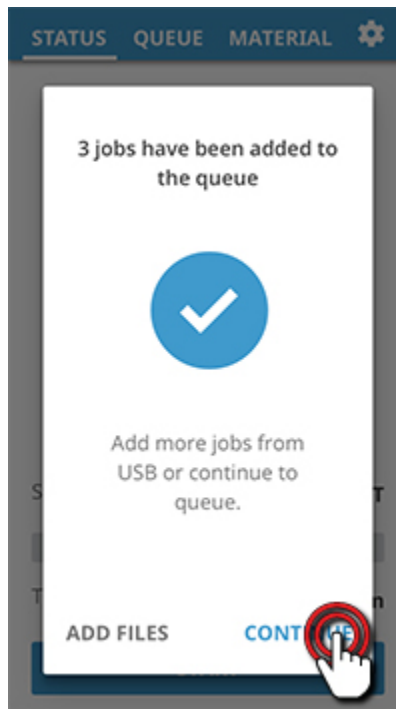 STATUS QUEUE MATERIAL
3 jobs have been added to
the queue
Add more jobs from
USB or continue to
queue.
S T
T n
ADD FILES CONTINUE